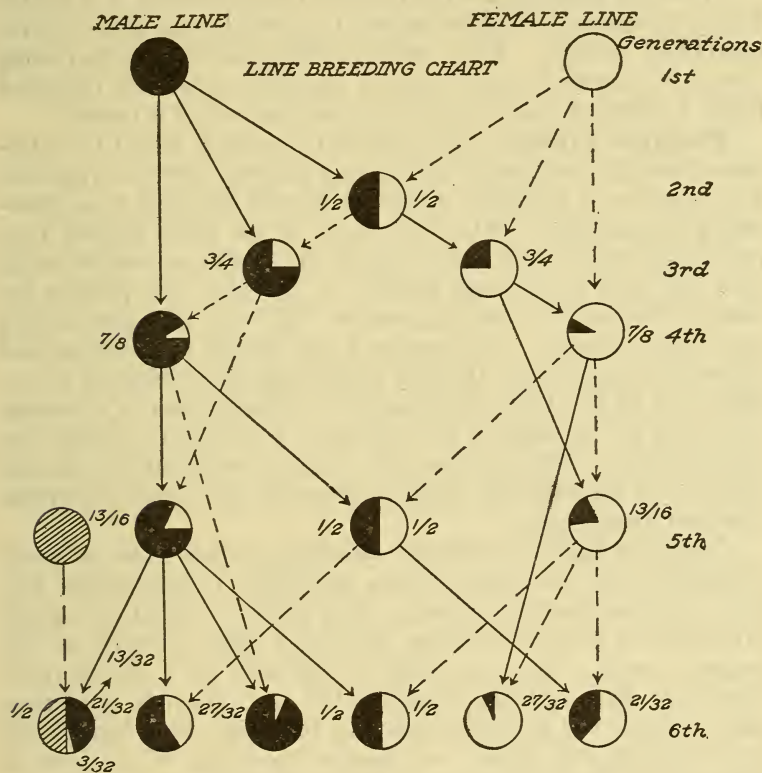 MALE LINE
FEMALE LINE
Generations
LINE BREEDING CHART
1st
1/2 1/2
2nd
3/4 3/4
3rd
7/8 7/8 4th
13/16 1/2 1/2 13/16
5th
13/32
1/2 21/32 27/32 1/2 1/2 27/32 21/32
6th
3/32